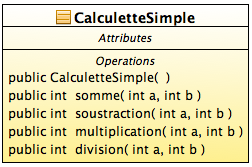 CalculetteSimple
Attributes
Operations
public CalculetteSimple( )
public int somme( int a, int b )
public int soustraction( int a, int b )
public int multiplication( int a, int b )
public int division( int a, int b )